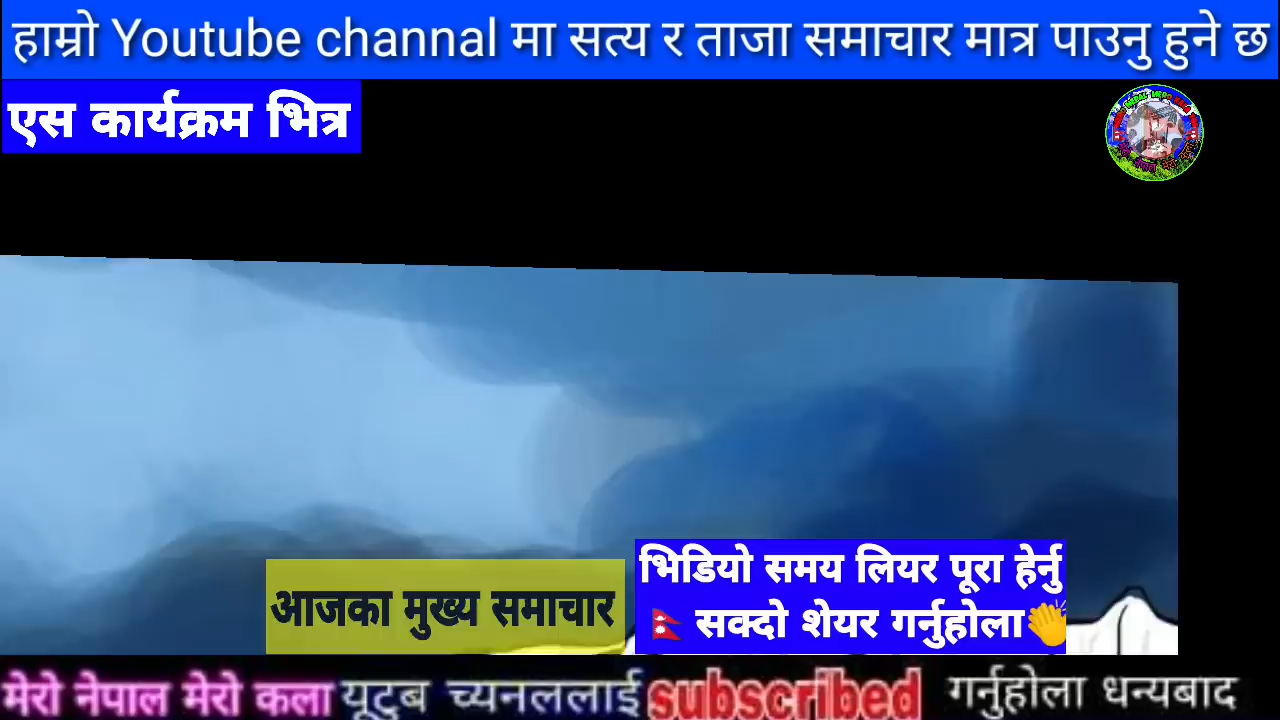 हाम्रो Youtube channal मा सत्य र ताजा समाचार मात्र पाउनु हुने छ
एस कार्यक्रम भित्र
भिडियो समय लियर पूरा हेर्नु
🇳🇵 सक्दो शेयर गर्नुहोला👏
आजका मुख्य समाचार
मेरो नेपाल मेरो कला यूटुब च्यनललाई subscribed गर्नुहोला धन्यबाद